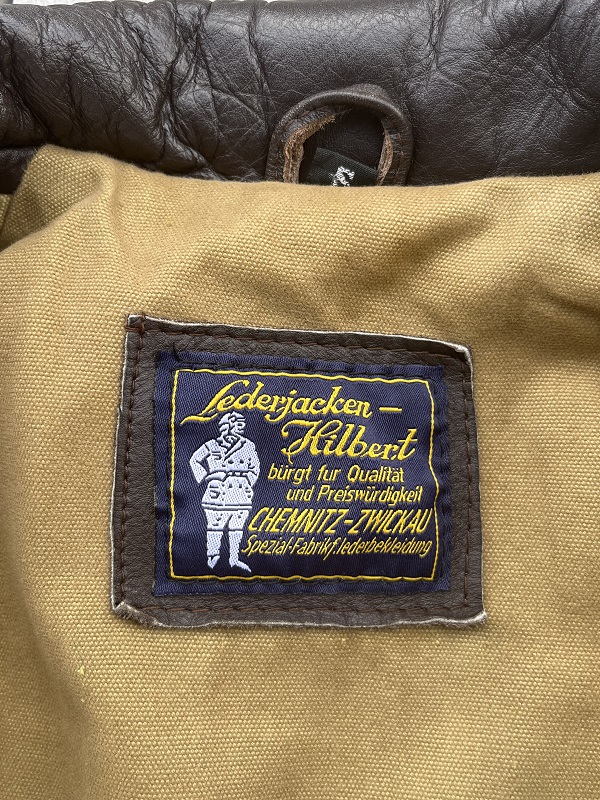 Lederjacken –
Hilbert
bürgt fur Qualität
und Preiswürdigkeit
CHEMNITZ-ZWICKAU
Spezial-Fabrik f. lederbekleidung